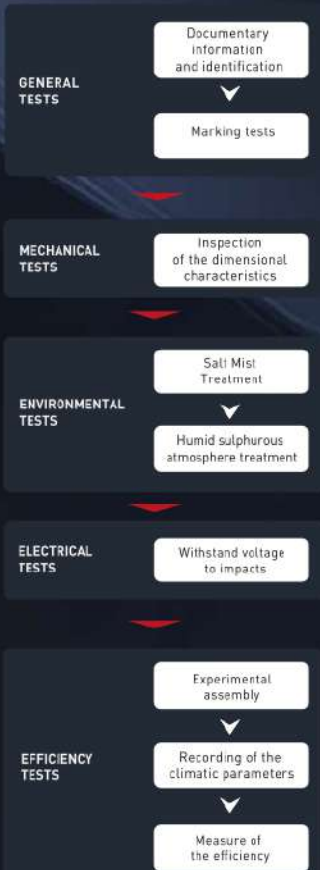 GENERAL
TESTS
Documentary
information
and identification
Marking tests
MECHANICAL
TESTS
Inspection
of the dimensional
characteristics
ENVIRONMENTAL
TESTS
Salt Mist
Treatment
Humid sulphurous
atmosphere treatment
ELECTRICAL
TESTS
Withstand voltage
to impacts
EFFICIENCY
TESTS
Experimental
assembly
Recording of the
climatic parameters
Measure of
the efficiency